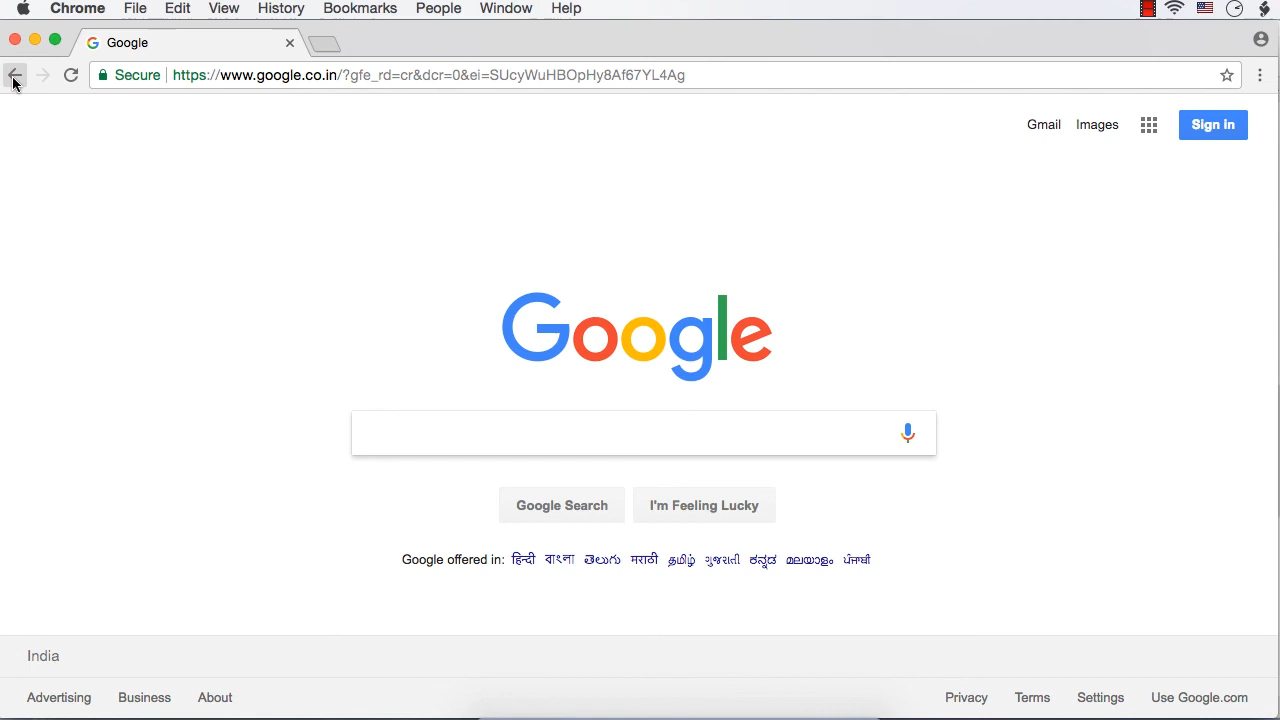 Chrome File Edit View History Bookmarks People Window Help
Google
Secure https://www.google.co.in/?gfe_rd=cr&dcr=0&ei=SUcyWuHBOpHy8Af67YL4Ag
Gmail Images Sign in
Google
Google Search I'm Feeling Lucky
Google offered in: हिन्दी বাংলা తెలుగు मराठी தமிழ் ગુજરાતી ಕನ್ನಡ മലയാളം ਪੰਜਾਬੀ
India
Advertising Business About Privacy Terms Settings Use Google.com